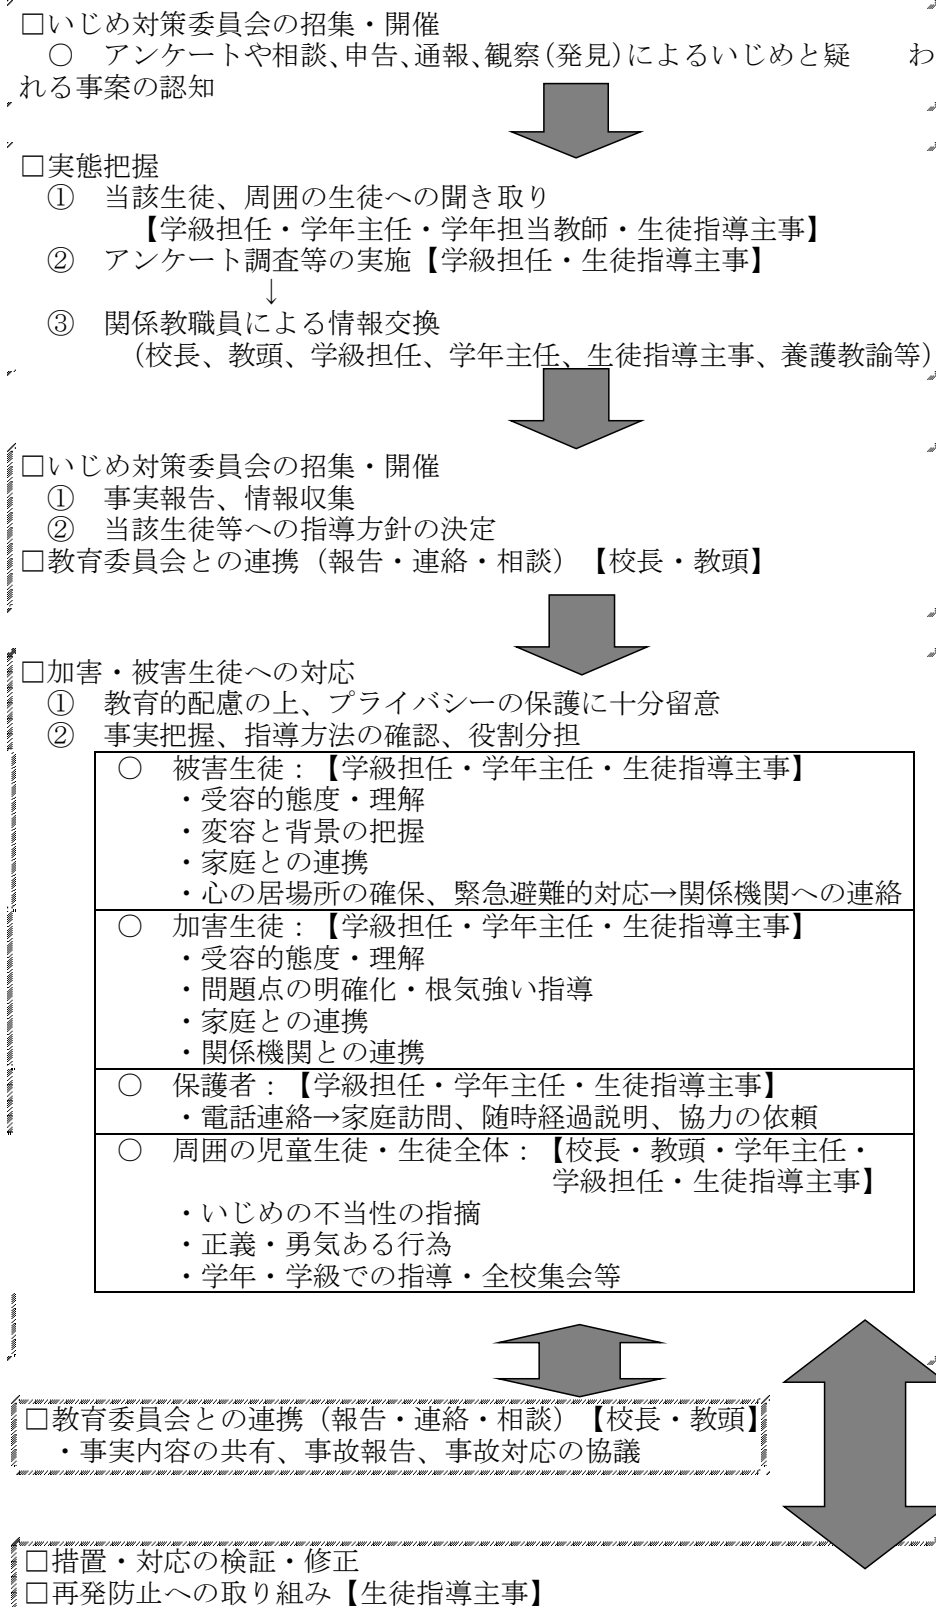 □いじめ対策委員会の招集・開催
○　アンケートや相談、申告、通報、観察(発見)によるいじめと疑　　わ
れる事案の認知
□実態把握
①　当該生徒、周囲の生徒への聞き取り
【学級担任・学年主任・学年担当教師・生徒指導主事】
②　アンケート調査等の実施【学級担任・生徒指導主事】
↓
③　関係教職員による情報交換
(校長、教頭、学級担任、学年主任、生徒指導主事、養護教諭等)
□いじめ対策委員会の招集・開催
①　事実報告、情報収集
②　当該生徒等への指導方針の決定
□教育委員会との連携（報告・連絡・相談）【校長・教頭】
□加害・被害生徒への対応
①　教育的配慮の上、プライバシーの保護に十分留意
②　事実把握、指導方法の確認、役割分担
○　被害生徒：【学級担任・学年主任・生徒指導主事】
・受容的態度・理解
・変容と背景の把握
・家庭との連携
・心の居場所の確保、緊急避難的対応→関係機関への連絡
○　加害生徒：【学級担任・学年主任・生徒指導主事】
・受容的態度・理解
・問題点の明確化・根気強い指導
・家庭との連携
・関係機関との連携
○　保護者：【学級担任・学年主任・生徒指導主事】
・電話連絡→家庭訪問、随時経過説明、協力の依頼
○　周囲の児童生徒・生徒全体：【校長・教頭・学年主任・
学級担任・生徒指導主事】
・いじめの不当性の指摘
・正義・勇気ある行為
・学年・学級での指導・全校集会等
□教育委員会との連携（報告・連絡・相談）【校長・教頭】
・事実内容の共有、事故報告、事故対応の協議
□措置・対応の検証・修正
□再発防止への取り組み【生徒指導主事】